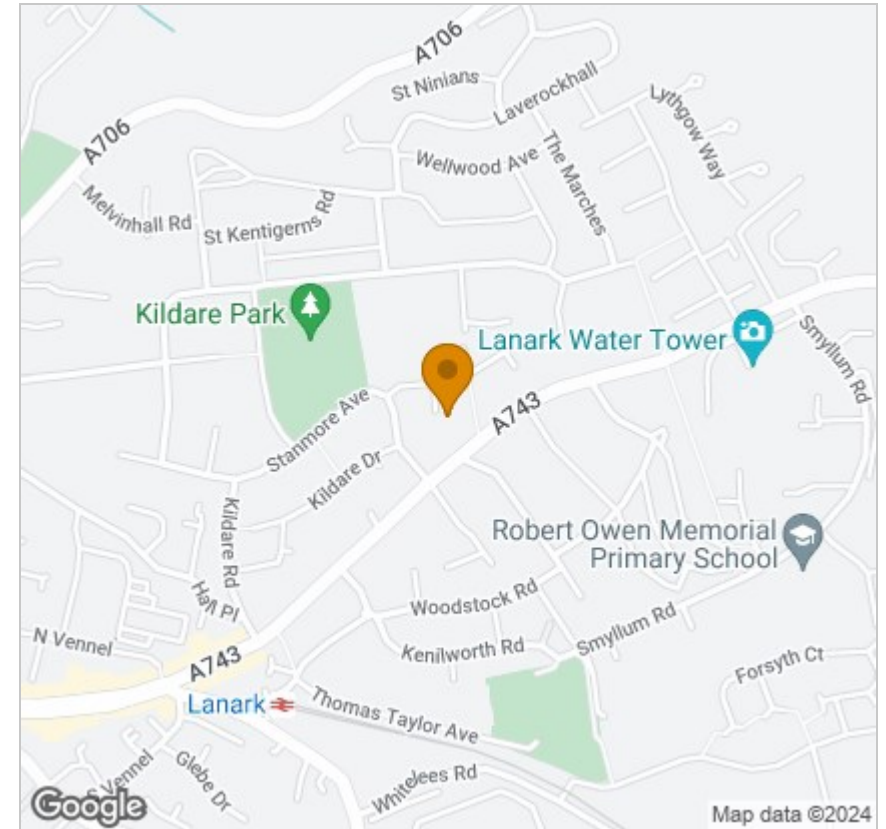 A706
St Ninians
Laverockhall
Lythgow Way
A706
Wellwood Ave
The Marches
Melvinhall Rd
St Kentigerns Rd
Kildare Park
Lanark Water Tower
Smyllum Rd
A743
Stanmore Ave
Kildare Dr
Kildare Rd
Robert Owen Memorial
Primary School
Hall Pl
Woodstock Rd
Smyllum Rd
N Vennel
Kenilworth Rd
A743
Forsyth Ct
Lanark
Thomas Taylor Ave
S Vennel
Glebe Dr
Whitelees Rd
Google
Map data ©2024